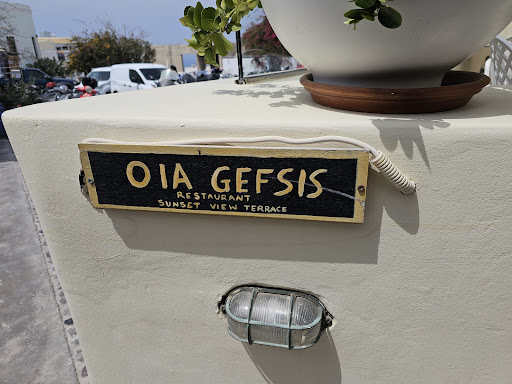 OIA GEFSIS
RESTAURANT
SUNSET VIEW TERRACE